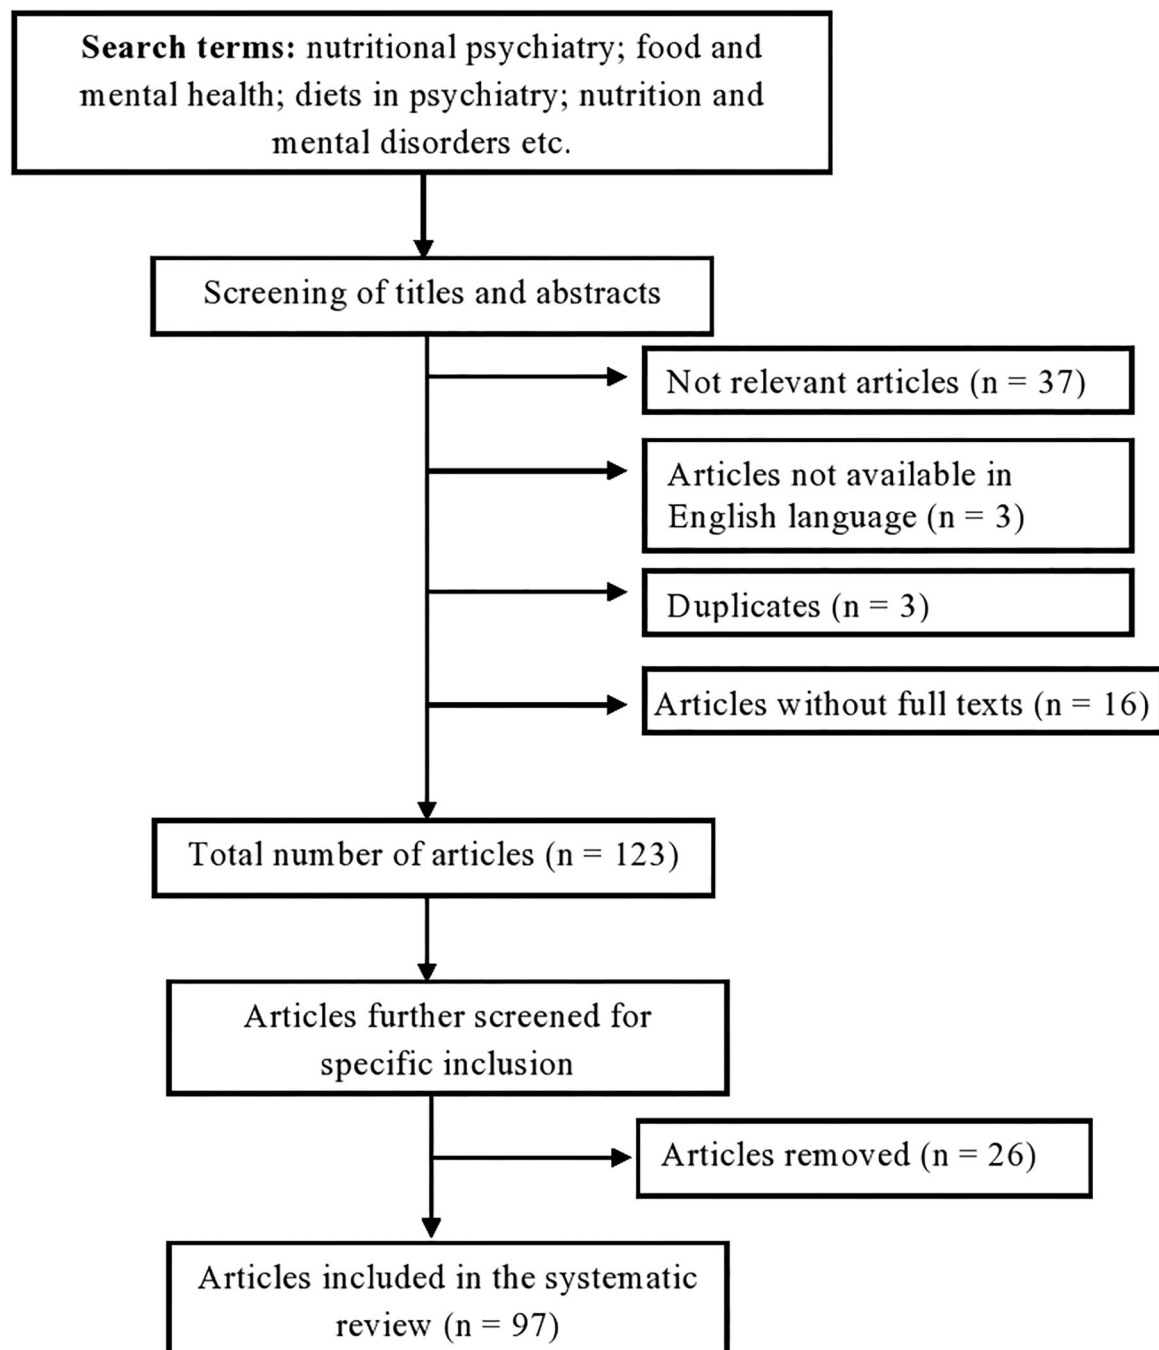 Search terms: nutritional psychiatry; food and
mental health; diets in psychiatry; nutrition and
mental disorders etc.
Screening of titles and abstracts
Not relevant articles (n = 37)
Articles not available in
English language (n = 3)
Duplicates (n = 3)
Articles without full texts (n = 16)
Total number of articles (n = 123)
Articles further screened for
specific inclusion
Articles removed (n = 26)
Articles included in the systematic
review (n = 97)